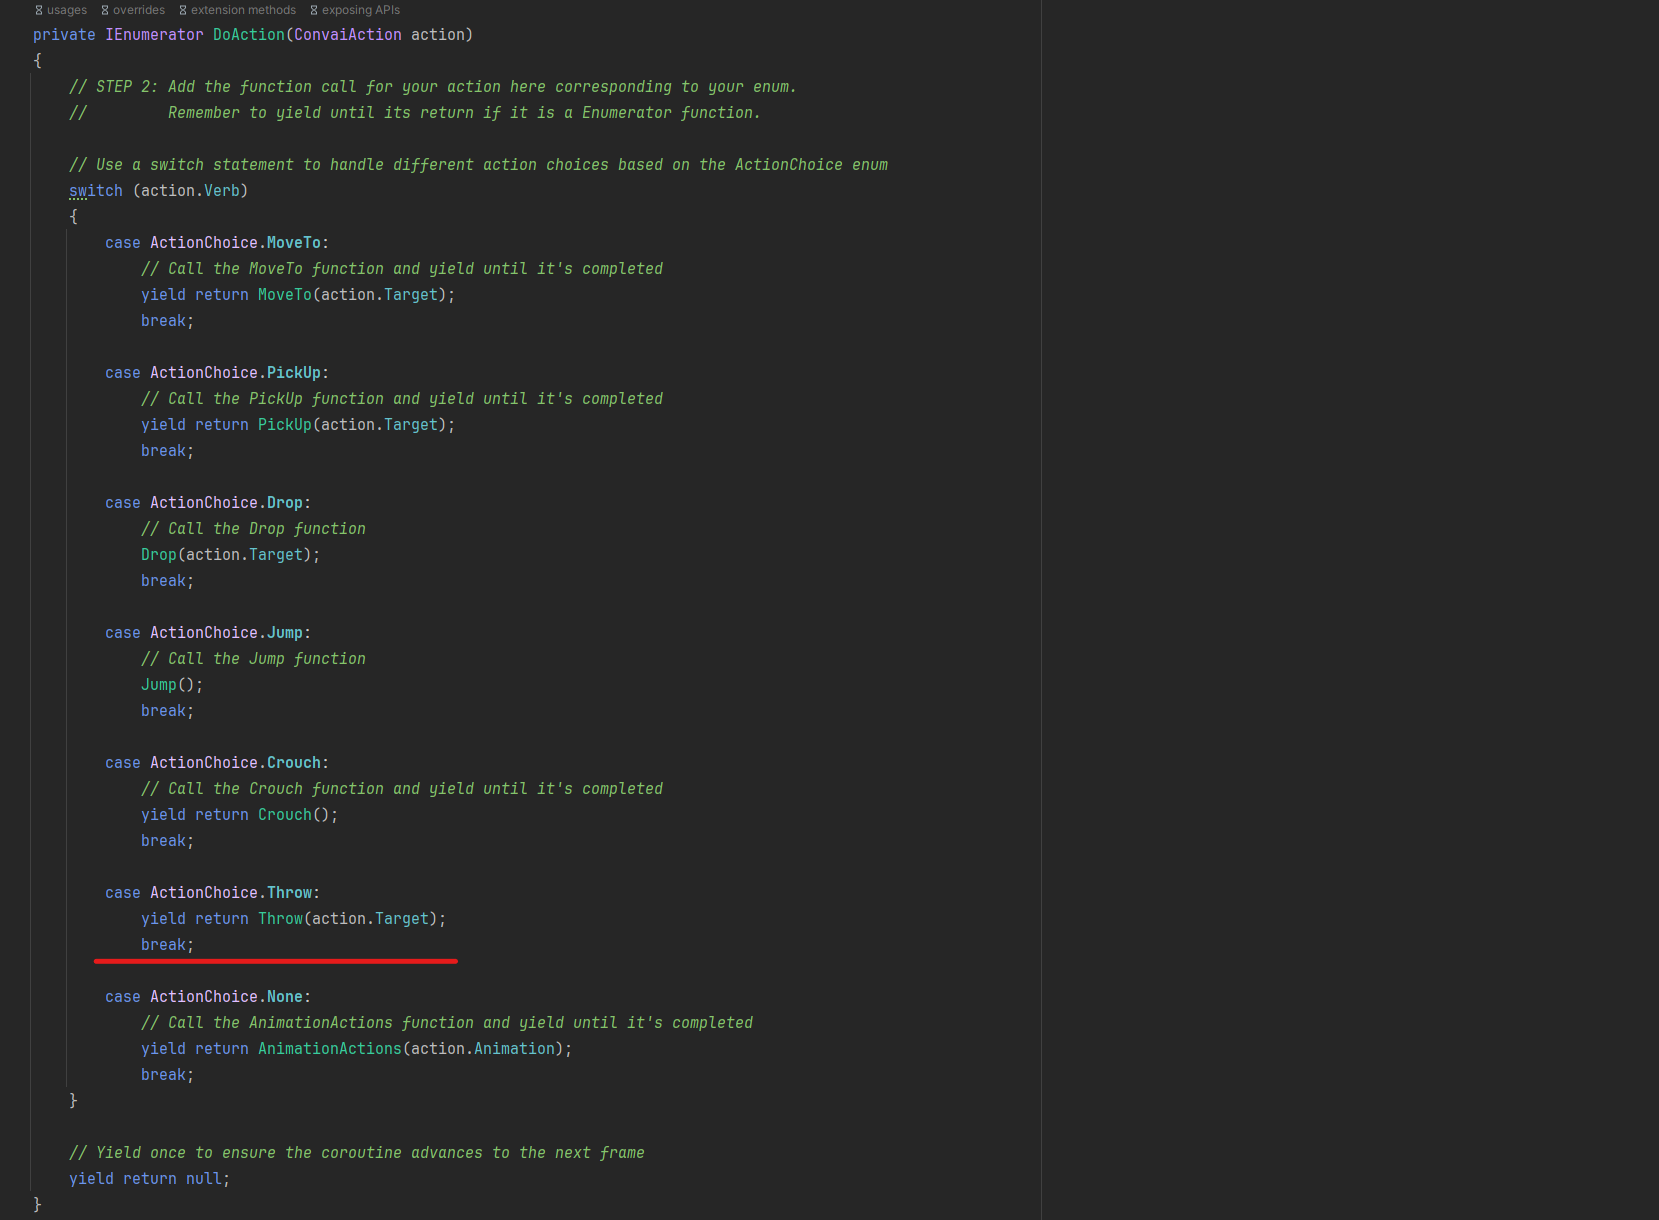 usages overrides extension methods exposing APIs
private IEnumerator DoAction(ConvaiAction action)
{
// STEP 2: Add the function call for your action here corresponding to your enum.
//         Remember to yield until its return if it is a Enumerator function.
// Use a switch statement to handle different action choices based on the ActionChoice enum
switch (action.Verb)
{
case ActionChoice.MoveTo:
// Call the MoveTo function and yield until it's completed
yield return MoveTo(action.Target);
break;
case ActionChoice.PickUp:
// Call the PickUp function and yield until it's completed
yield return PickUp(action.Target);
break;
case ActionChoice.Drop:
// Call the Drop function
Drop(action.Target);
break;
case ActionChoice.Jump:
// Call the Jump function
Jump();
break;
case ActionChoice.Crouch:
// Call the Crouch function and yield until it's completed
yield return Crouch();
break;
case ActionChoice.Throw:
yield return Throw(action.Target);
break;
case ActionChoice.None:
// Call the AnimationActions function and yield until it's completed
yield return AnimationActions(action.Animation);
break;
}
// Yield once to ensure the coroutine advances to the next frame
yield return null;
}